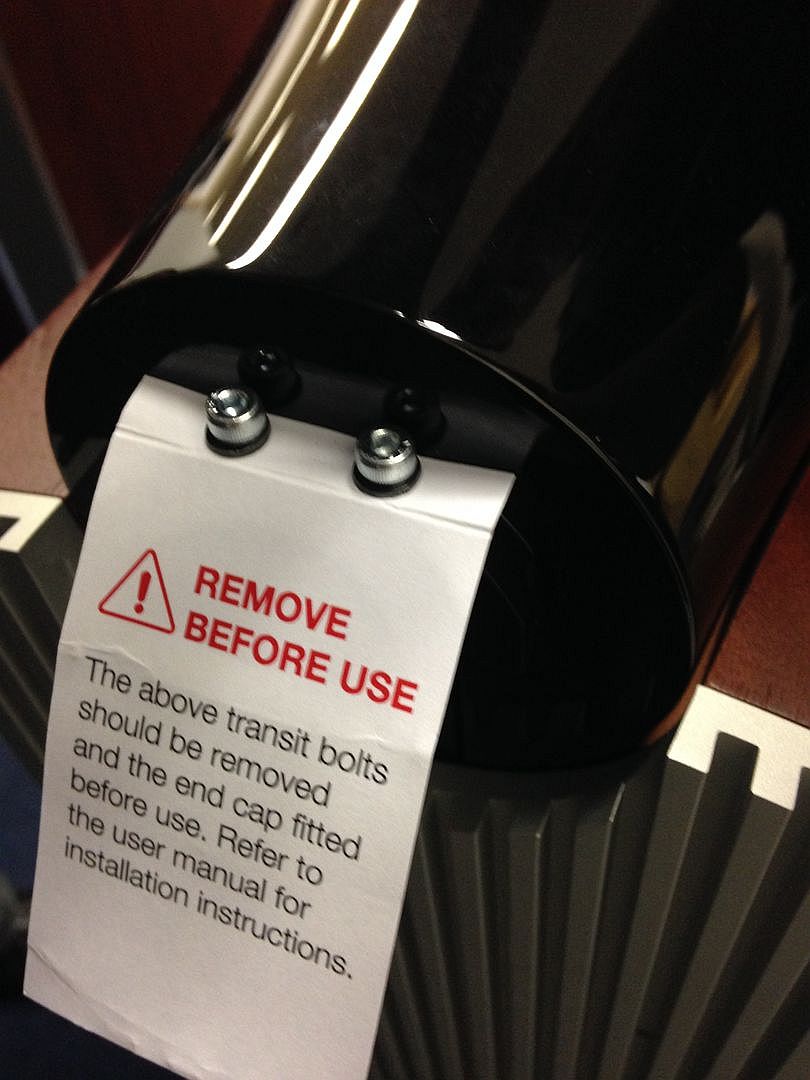 REMOVE
BEFORE USE
The above transit bolts
should be removed
and the end cap fitted
before use. Refer to
the user manual for
installation instructions.